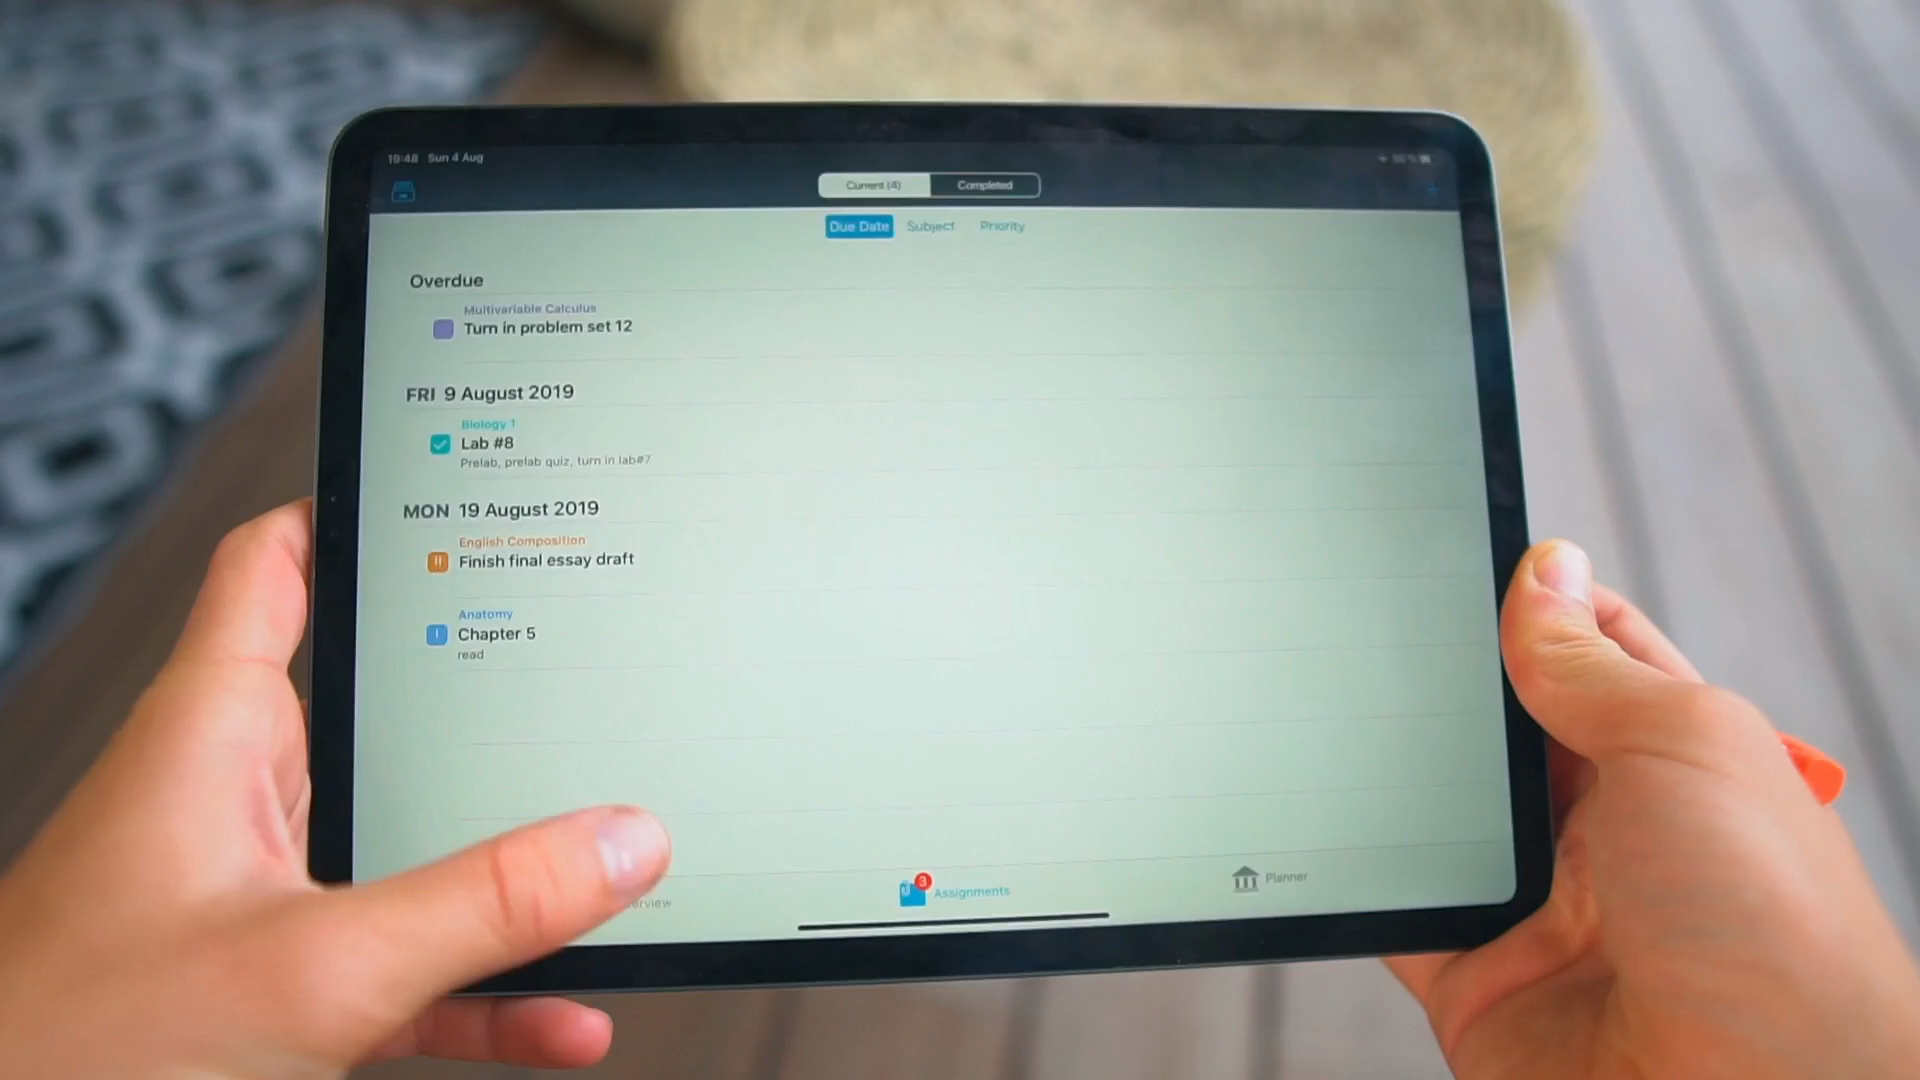 19:48 Sun 4 Aug
Current (4) Completed
Due Date Subject Priority
Overdue
Multivariable Calculus
Turn in problem set 12
FRI 9 August 2019
Biology 1
Lab #8
Prelab, prelab quiz, turn in lab#7
MON 19 August 2019
English Composition
!! Finish final essay draft
Anatomy
! Chapter 5
read
erview
3 Assignments
Planner